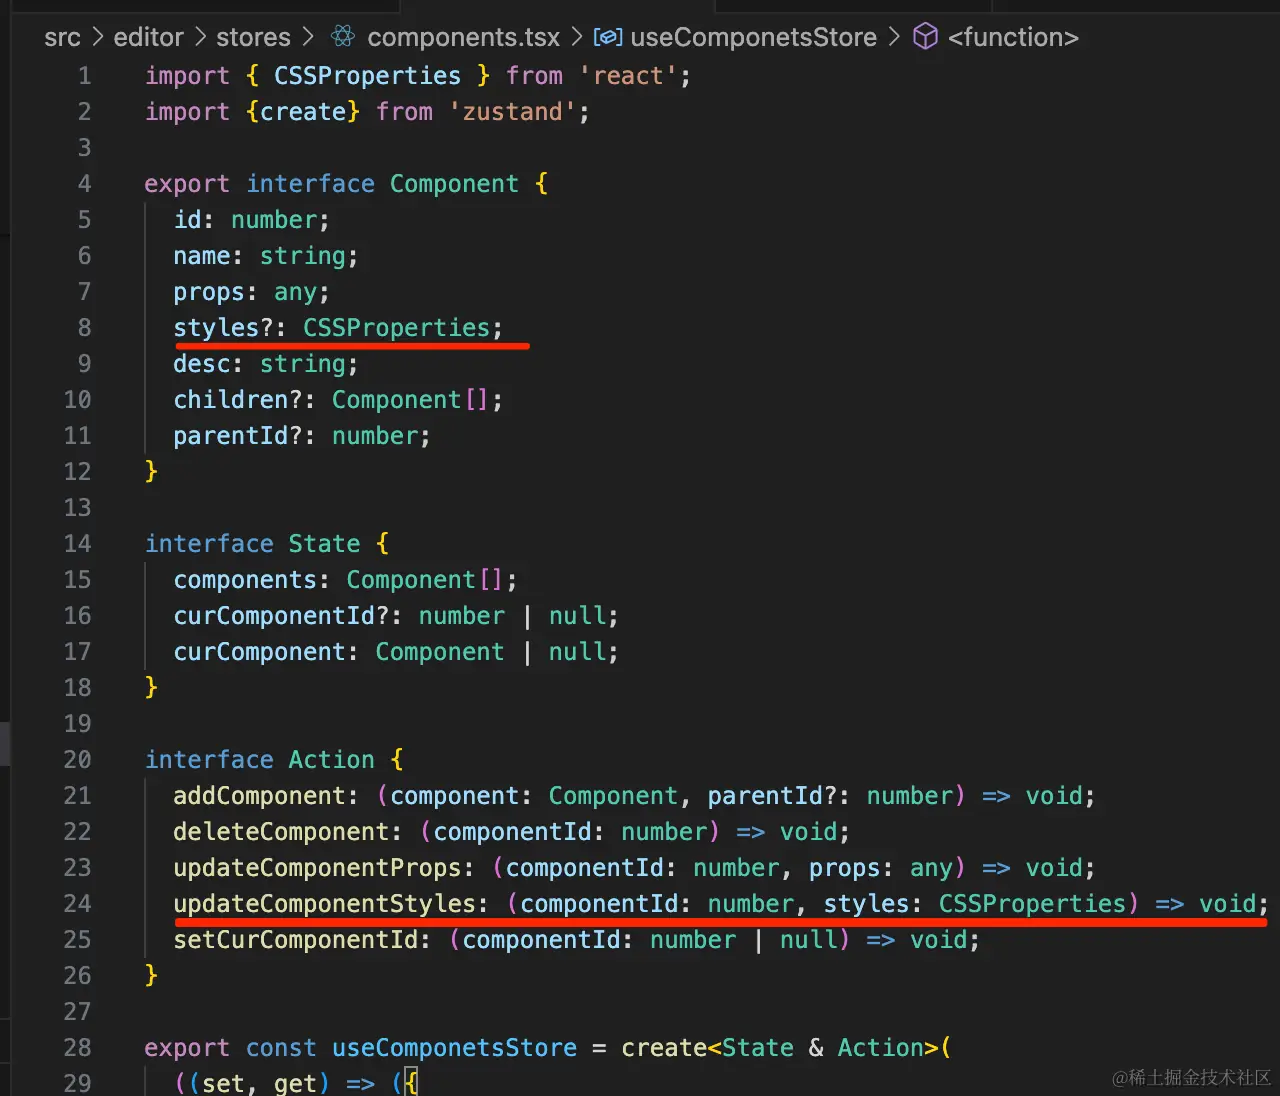 src > editor > stores > components.tsx > useComponetsStore > <function>
1 import { CSSProperties } from 'react';
2 import {create} from 'zustand';
3
4 export interface Component {
5 id: number;
6 name: string;
7 props: any;
8 styles?: CSSProperties;
9 desc: string;
10 children?: Component[];
11 parentId?: number;
12 }
13
14 interface State {
15 components: Component[];
16 curComponentId?: number | null;
17 curComponent: Component | null;
18 }
19
20 interface Action {
21 addComponent: (component: Component, parentId?: number) => void;
22 deleteComponent: (componentId: number) => void;
23 updateComponentProps: (componentId: number, props: any) => void;
24 updateComponentStyles: (componentId: number, styles: CSSProperties) => void;
25 setCurComponentId: (componentId: number | null) => void;
26 }
27
28 export const useComponetsStore = create<State & Action>(
29 ((set, get) => ({
@稀土掘金技术社区